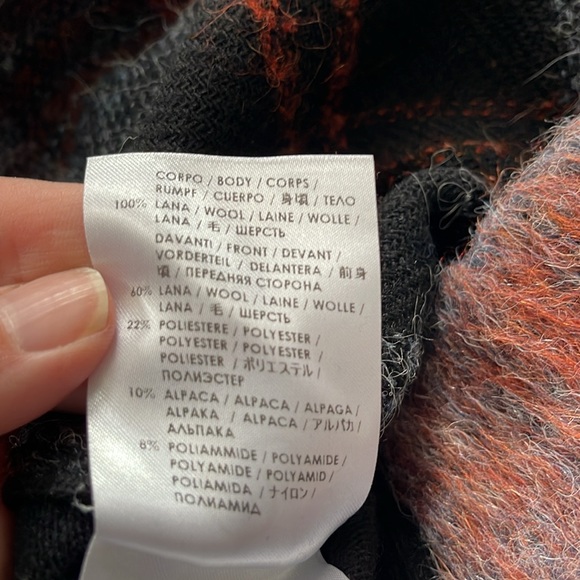 CORPO / BODY / CORPS /
RUMPF / CUERPO / 身頃 / ТЕЛО
100% LANA / WOOL / LAINE / WOLLE /
LANA / 毛 / ШЕРСТЬ
DAVANTI / FRONT / DEVANT /
VORDERTEIL / DELANTERA / 前身
頃 / ПЕРЕДНЯЯ СТОРОНА
60% LANA / WOOL / LAINE / WOLLE /
LANA / 毛 / ШЕРСТЬ
22% POLIESTERE / POLYESTER /
POLYESTER / POLYESTER /
POLIESTER / ポリエステル /
ПОЛИЭСТЕР
10% ALPACA / ALPACA / ALPAGA /
ALPAKA / ALPACA / アルパカ /
АЛЬПАКА
8% POLIAMMIDE / POLYAMIDE /
POLYAMIDE / POLYAMID /
POLIAMIDA / ナイロン /
ПОЛИАМИД